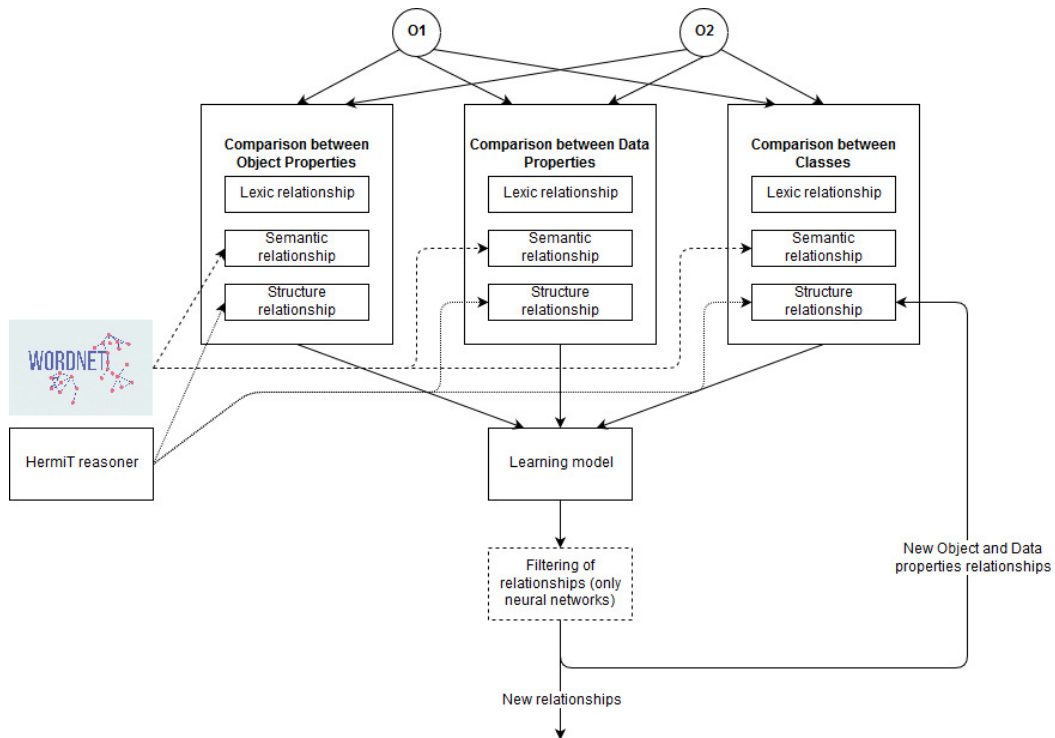 O1
O2
Comparison between
Object Properties
Lexic relationship
Semantic
relationship
Structure
relationship
Comparison between Data
Properties
Lexic relationship
Semantic
relationship
Structure
relationship
Comparison between
Classes
Lexic relationship
Semantic
relationship
Structure
relationship
WORDNET
HermiT reasoner
Learning model
Filtering of
relationships (only
neural networks)
New Object and Data
properties relationships
New relationships